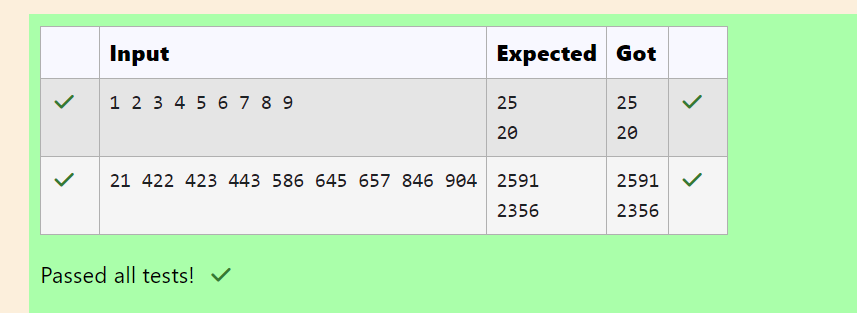 Input Expected Got
1 2 3 4 5 6 7 8 9 25 25
20 20
21 422 423 443 586 645 657 846 904 2591 2591
2356 2356
Passed all tests!